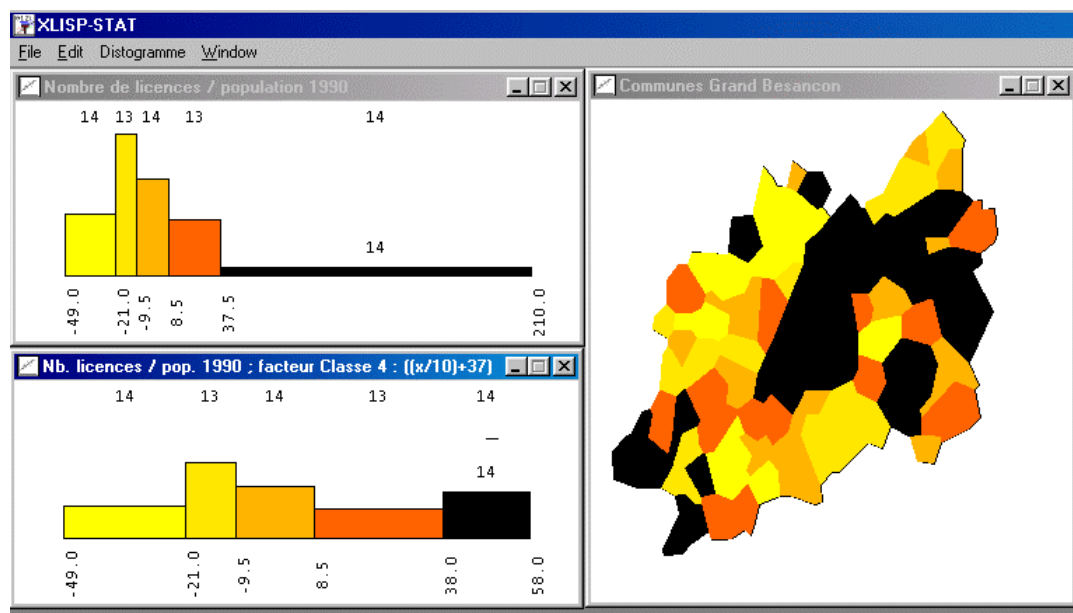 XLISP-STAT
File Edit Distogramme Window
Nombre de licences / population 1990
14 13 14 13 14
14
-49.0 -21.0 -9.5 8.5 37.5 210.0
Nb. licences / pop. 1990 ; facteur Classe 4 : ((x/10)+37)
14 13 14 13 14
14
-49.0 -21.0 -9.5 8.5 38.0 58.0
Communes Grand Besancon